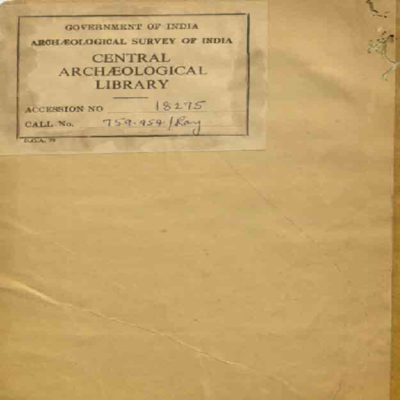 GOVERNMENT OF INDIA
ARCHÆOLOGICAL SURVEY OF INDIA
CENTRAL
ARCHÆOLOGICAL
LIBRARY
ACCESSION NO 18275
CALL No. 759.954/Ray